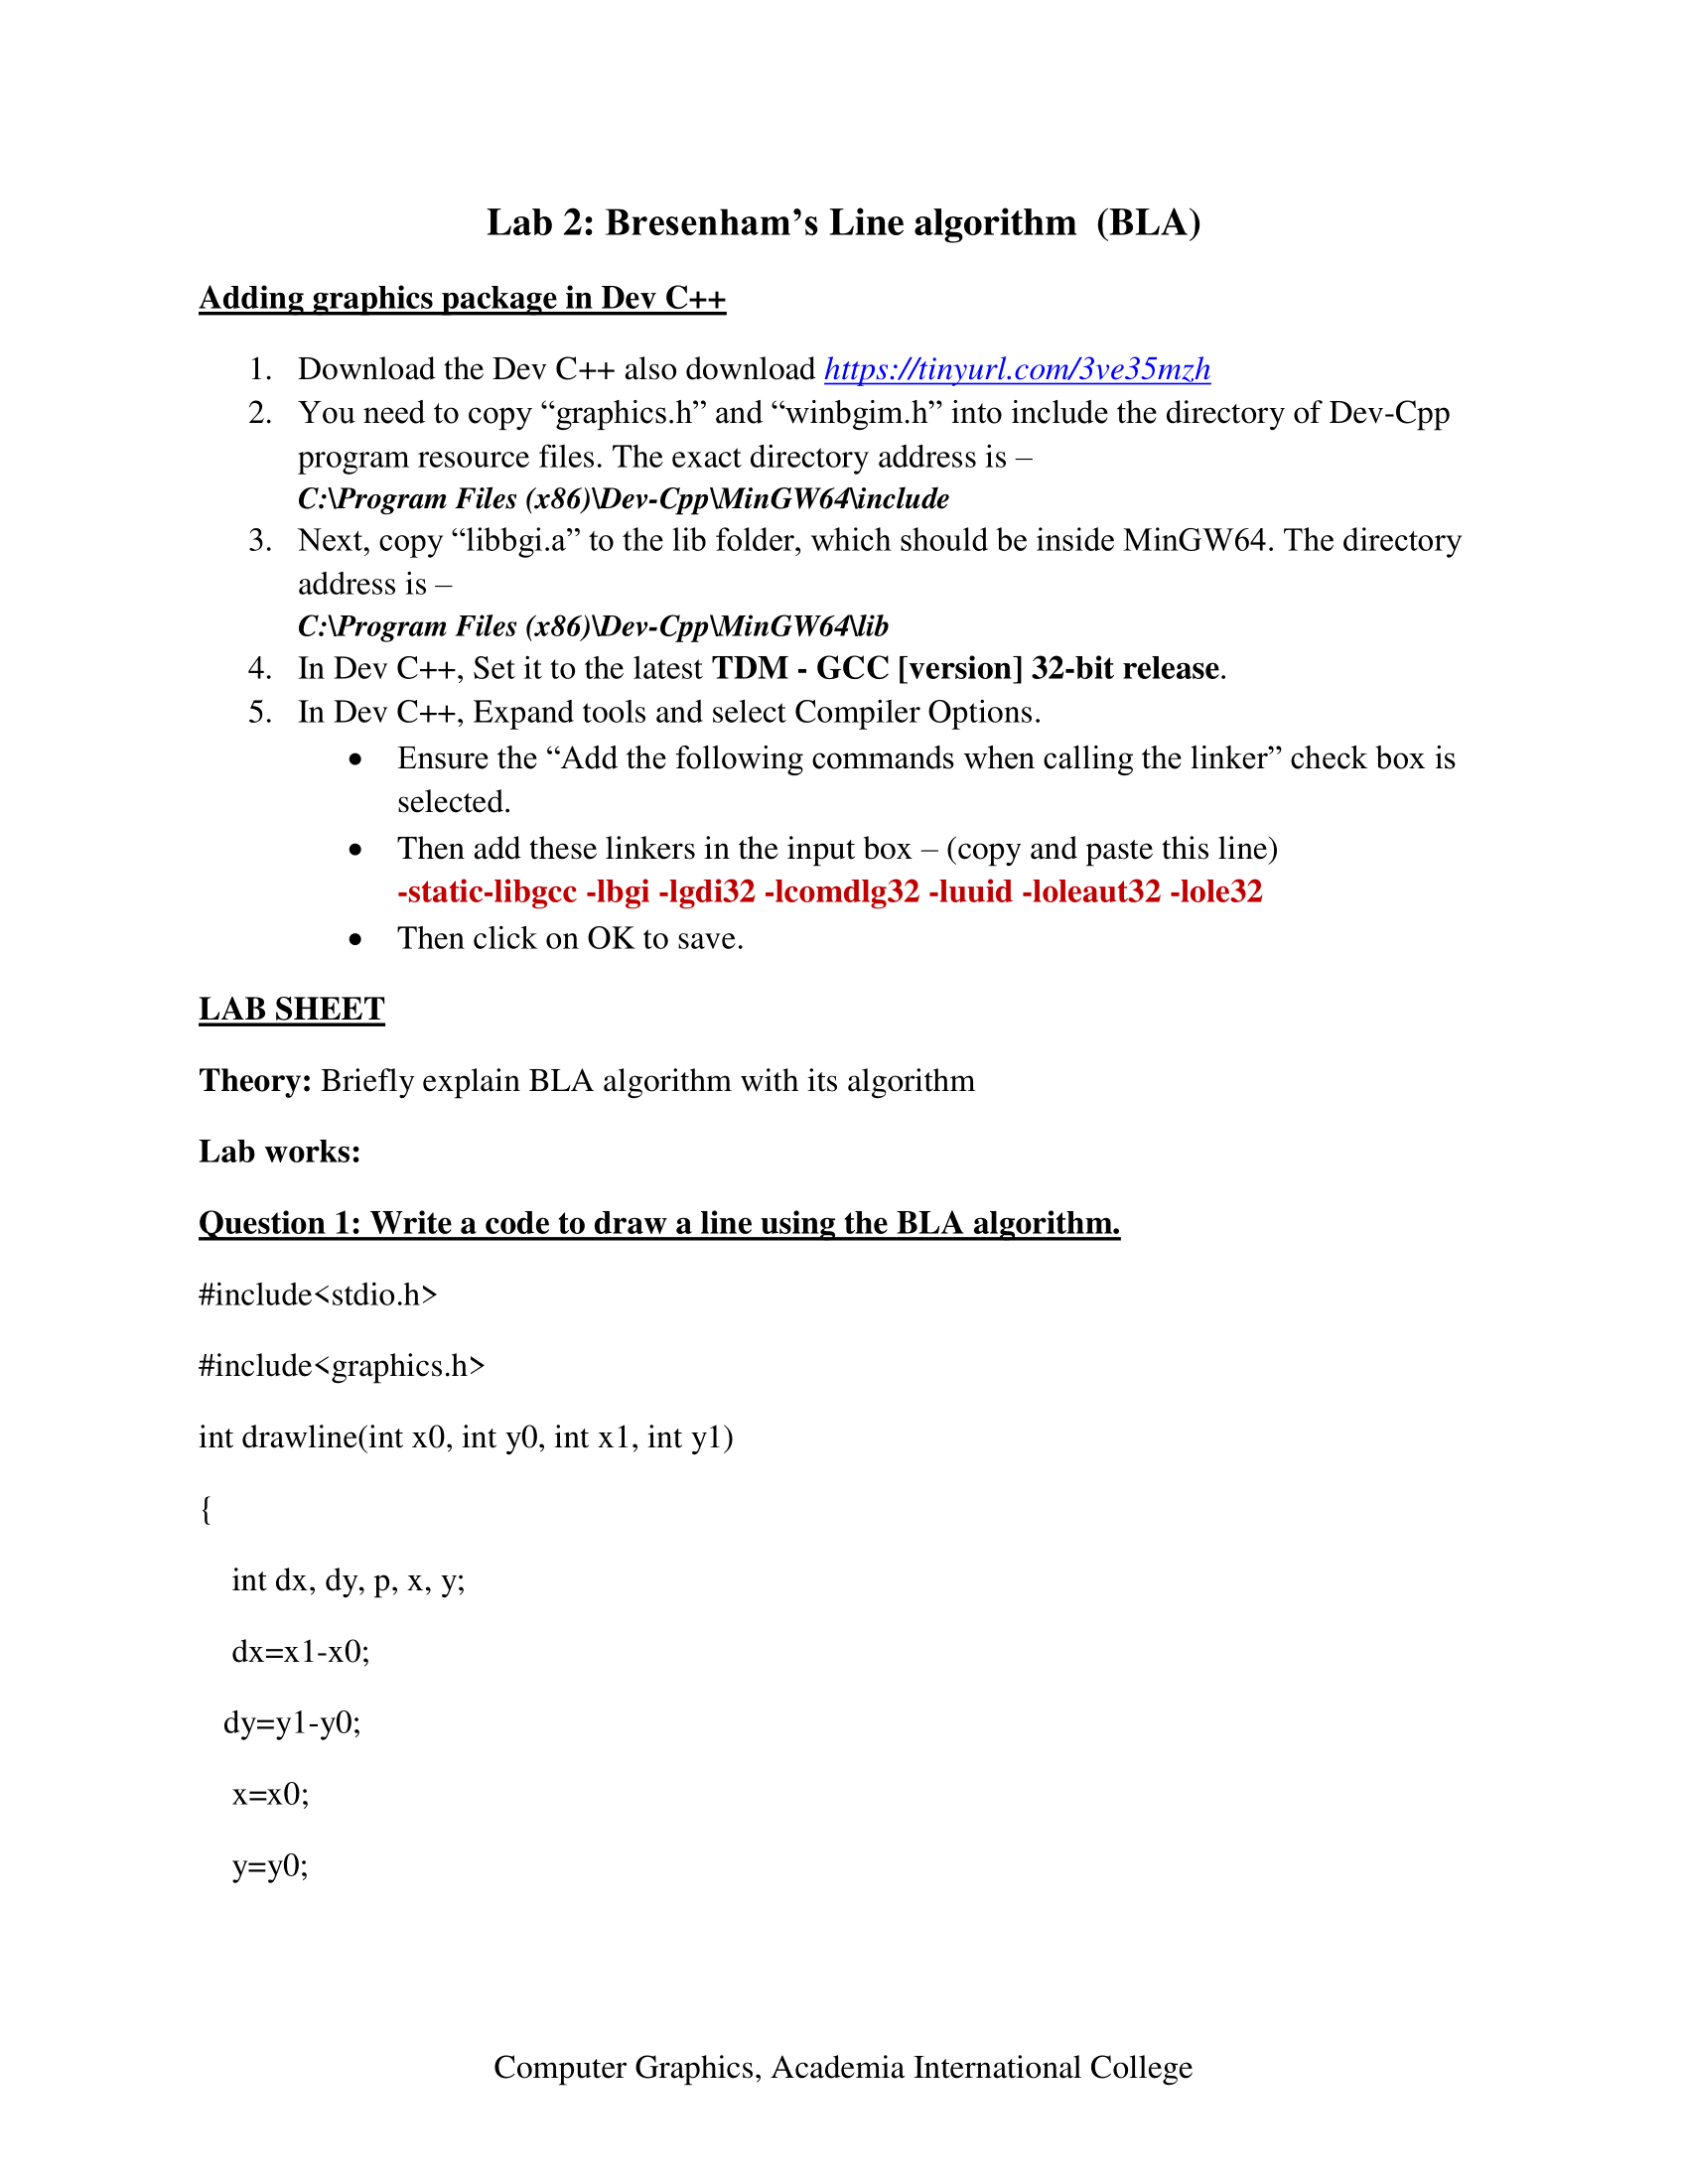 Lab 2: Bresenham’s Line algorithm  (BLA)
Adding graphics package in Dev C++
1. Download the Dev C++ also download https://tinyurl.com/3ve35mzh
2. You need to copy “graphics.h” and “winbgim.h” into include the directory of Dev-Cpp
program resource files. The exact directory address is –
C:\Program Files (x86)\Dev-Cpp\MinGW64\include
3. Next, copy “libbgi.a” to the lib folder, which should be inside MinGW64. The directory
address is –
C:\Program Files (x86)\Dev-Cpp\MinGW64\lib
4. In Dev C++, Set it to the latest TDM - GCC [version] 32-bit release.
5. In Dev C++, Expand tools and select Compiler Options.
• Ensure the “Add the following commands when calling the linker” check box is
selected.
• Then add these linkers in the input box – (copy and paste this line)
-static-libgcc -lbgi -lgdi32 -lcomdlg32 -luuid -loleaut32 -lole32
• Then click on OK to save.
LAB SHEET
Theory: Briefly explain BLA algorithm with its algorithm
Lab works:
Question 1: Write a code to draw a line using the BLA algorithm.
#include<stdio.h>
#include<graphics.h>
int drawline(int x0, int y0, int x1, int y1)
{
int dx, dy, p, x, y;
dx=x1-x0;
dy=y1-y0;
x=x0;
y=y0;
Computer Graphics, Academia International College